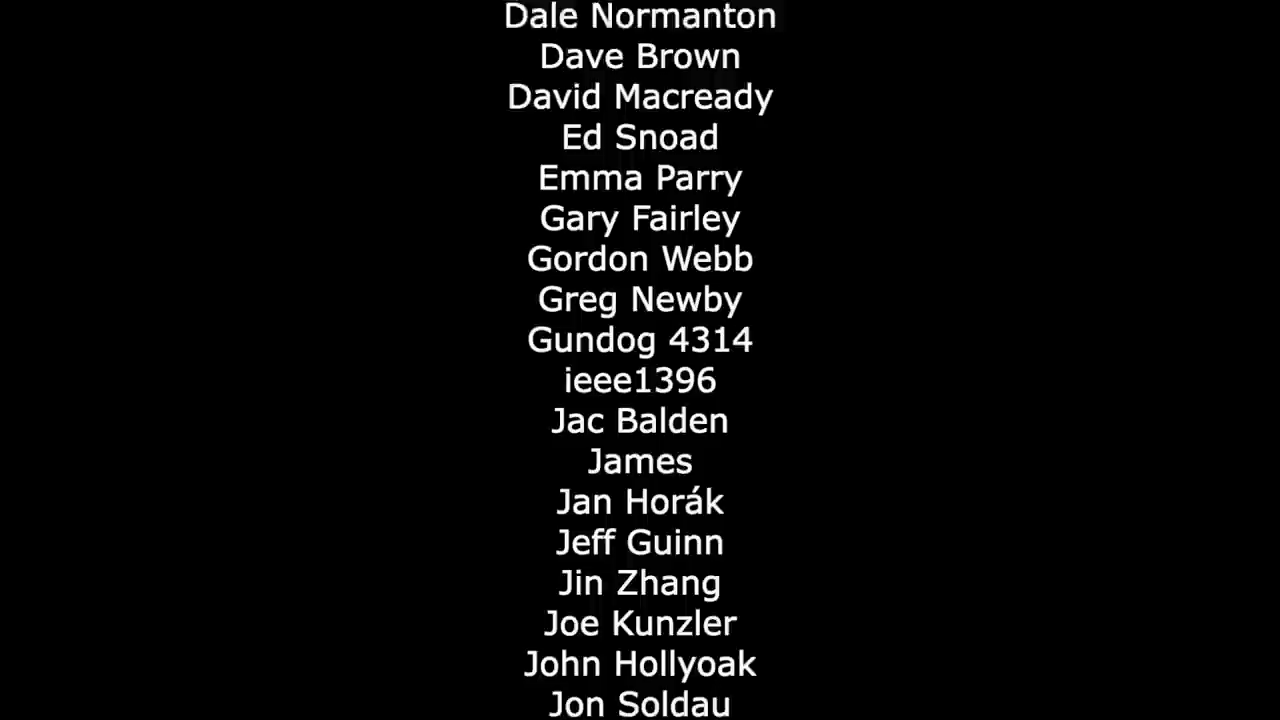 Dale Normanton
Dave Brown
David Macready
Ed Snoad
Emma Parry
Gary Fairley
Gordon Webb
Greg Newby
Gundog 4314
ieee1396
Jac Balden
James
Jan Horák
Jeff Guinn
Jin Zhang
Joe Kunzler
John Hollyoak
Jon Soldau